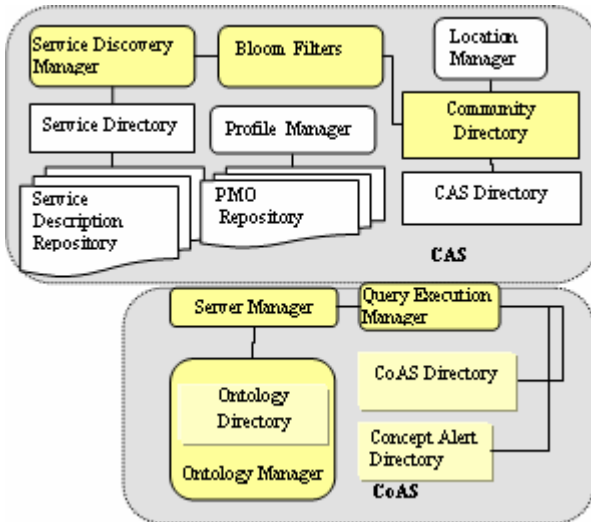 Service Discovery
Manager
Bloom Filters
Location
Manager
Service Directory
Profile Manager
Community
Directory
Service
Description
Repository
PMO
Repository
CAS Directory
CAS
Server Manager
Query Execution
Manager
Ontology
Directory
Ontology Manager
CoAS Directory
Concept Alert
Directory
CoAS